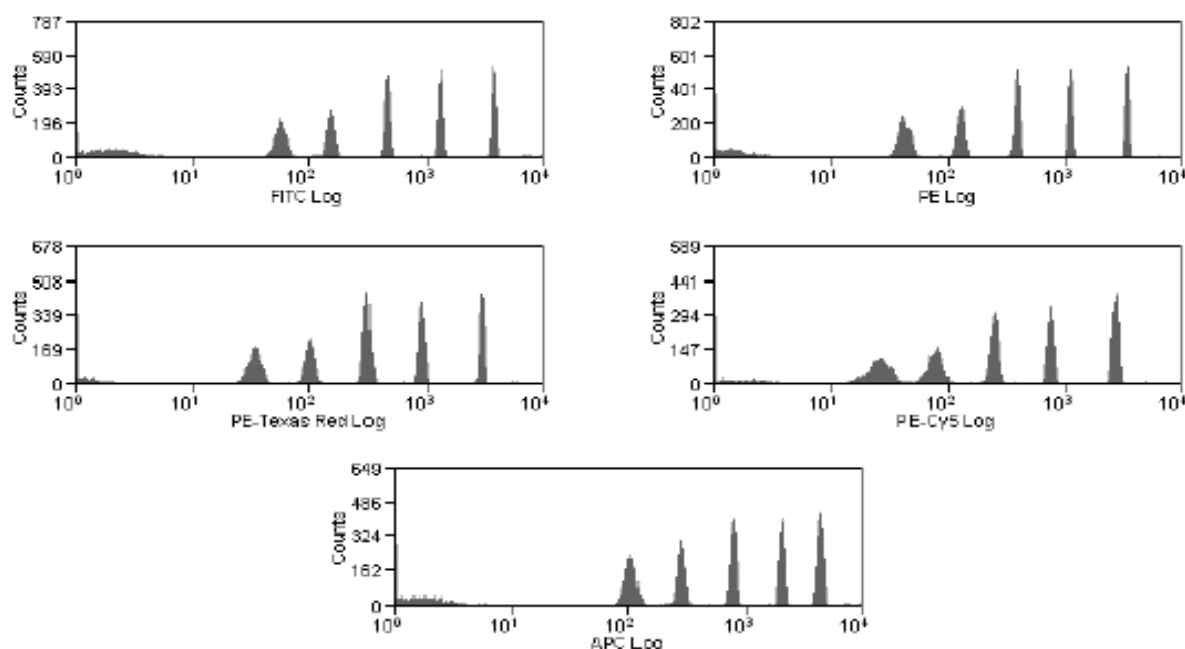 787
590
393
196
0
Counts
10⁰ 10¹ 10² 10³ 10⁴
FITC Log
802
601
401
200
0
Counts
10⁰ 10¹ 10² 10³ 10⁴
PE Log
678
508
339
169
0
Counts
10⁰ 10¹ 10² 10³ 10⁴
PE-Texas Red Log
589
441
294
147
0
Counts
10⁰ 10¹ 10² 10³ 10⁴
PE-Cy5 Log
649
486
324
162
0
Counts
10⁰ 10¹ 10² 10³ 10⁴
APC Log